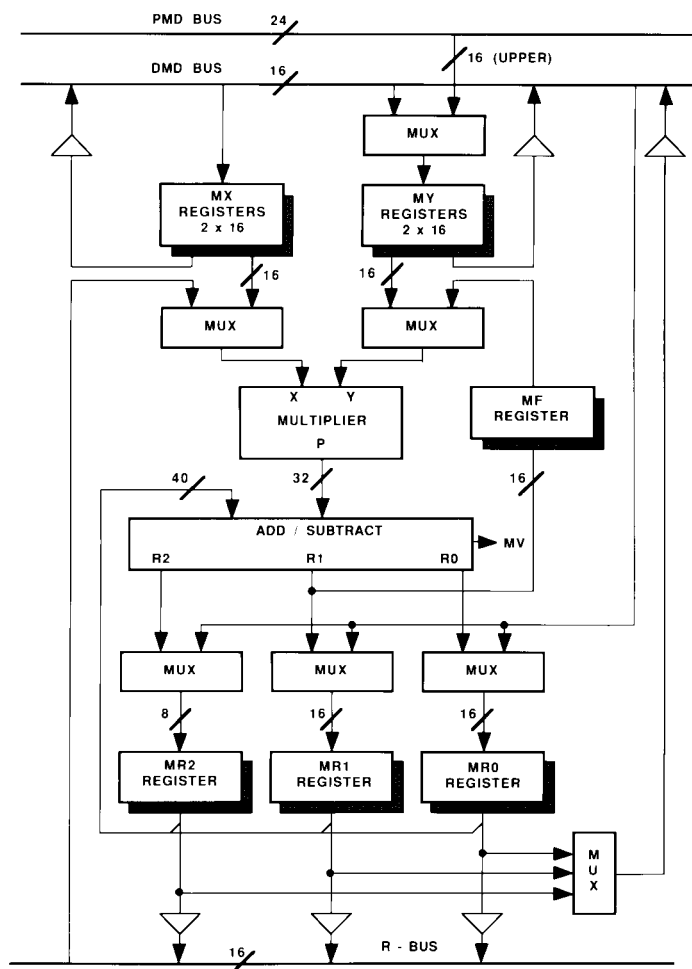 PMD BUS 24
16 (UPPER)
DMD BUS 16
MUX
MX REGISTERS 2 x 16
MY REGISTERS 2 x 16
16
16
MUX
MUX
X Y
MULTIPLIER
P
MF REGISTER
40
32
16
ADD / SUBTRACT
MV
R2 R1 R0
MUX
MUX
MUX
8
16
16
MR2 REGISTER
MR1 REGISTER
MR0 REGISTER
MUX
R - BUS
16